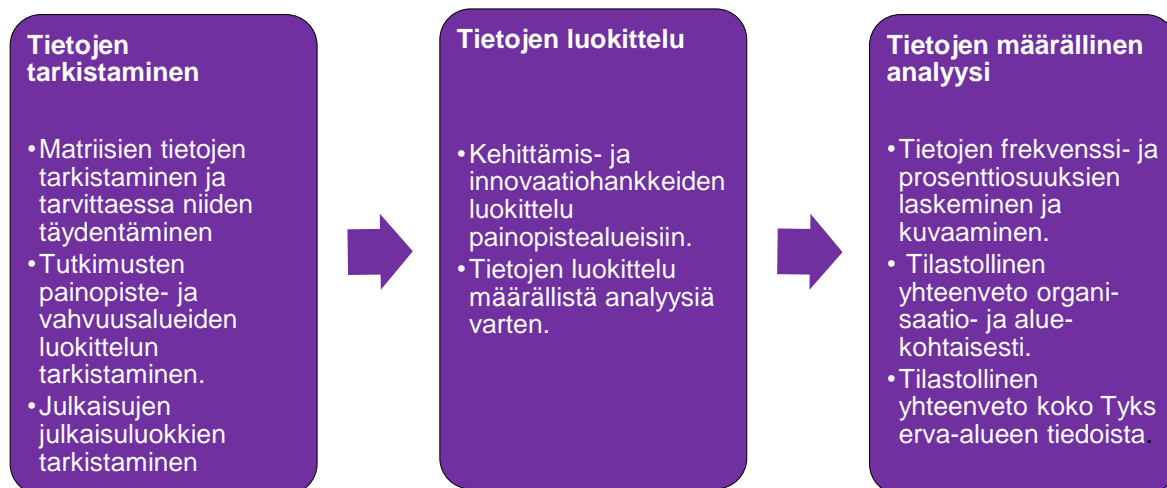 Tietojen
tarkistaminen
•Matriisien tietojen
tarkistaminen ja
tarvittaessa niiden
täydentäminen
•Tutkimusten
painopiste- ja
vahvuusalueiden
luokittelun
tarkistaminen.
•Julkaisujen
julkaisuluokkien
tarkistaminen
Tietojen luokittelu
•Kehittämis- ja
innovaatiohankkeiden
luokittelu
painopistealueisiin.
•Tietojen luokittelu
määrällistä analyysiä
varten.
Tietojen määrällinen
analyysi
•Tietojen frekvenssi- ja
prosenttiosuuksien
laskeminen ja
kuvaaminen.
• Tilastollinen
yhteenveto organi-
saatio- ja alue-
kohtaisesti.
•Tilastollinen
yhteenveto koko Tyks
erva-alueen tiedoista.